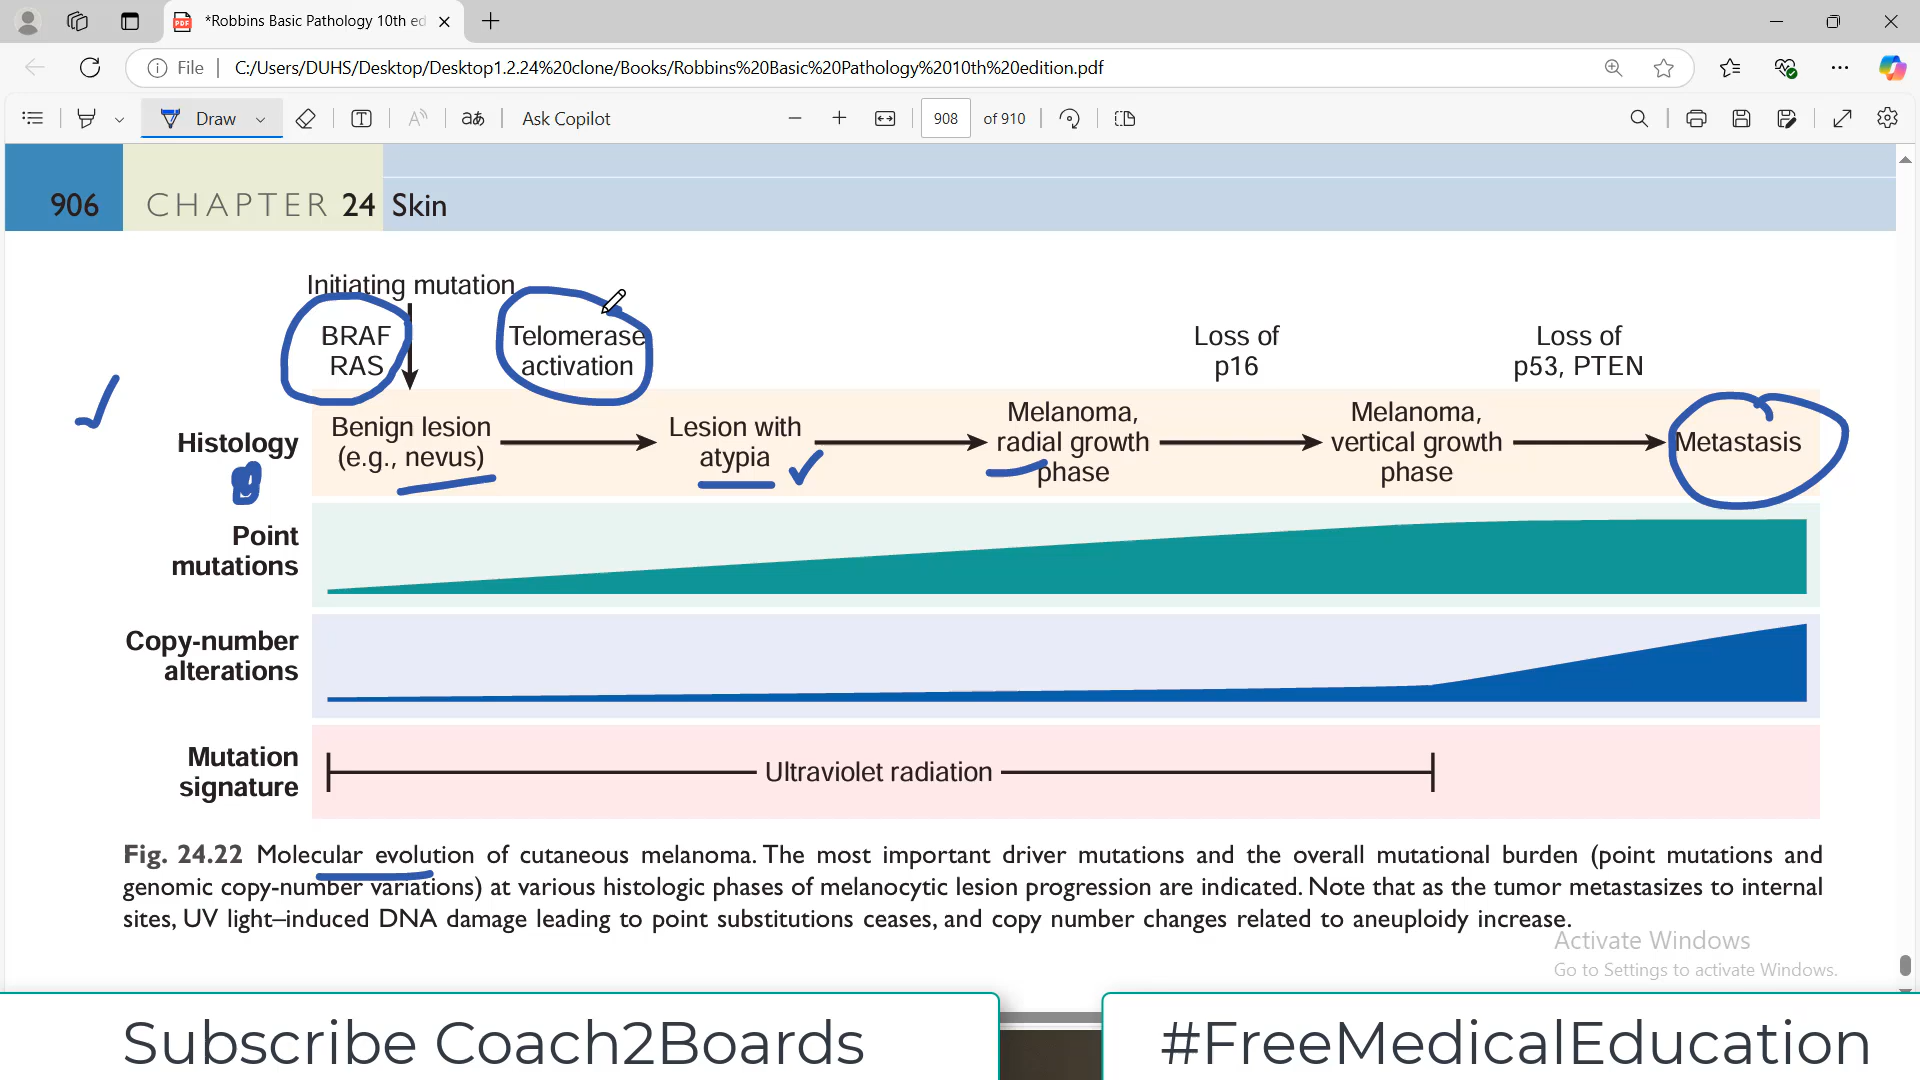 *Robbins Basic Pathology 10th ed
File
C:/Users/DUHS/Desktop/Desktop1.2.24%20clone/Books/Robbins%20Basic%20Pathology%2010th%20edition.pdf
Draw
Ask Copilot
908 of 910
906 CHAPTER 24 Skin
Initiating mutation
BRAF
RAS
Telomerase
activation
Loss of
p16
Loss of
p53, PTEN
Histology
Benign lesion
(e.g., nevus)
Lesion with
atypia
Melanoma,
radial growth
phase
Melanoma,
vertical growth
phase
Metastasis
Point
mutations
Copy-number
alterations
Mutation
signature
Ultraviolet radiation
Fig. 24.22 Molecular evolution of cutaneous melanoma. The most important driver mutations and the overall mutational burden (point mutations and
genomic copy-number variations) at various histologic phases of melanocytic lesion progression are indicated. Note that as the tumor metastasizes to internal
sites, UV light–induced DNA damage leading to point substitutions ceases, and copy number changes related to aneuploidy increase.
Activate Windows
Go to Settings to activate Windows.
Subscribe Coach2Boards
#FreeMedicalEducation